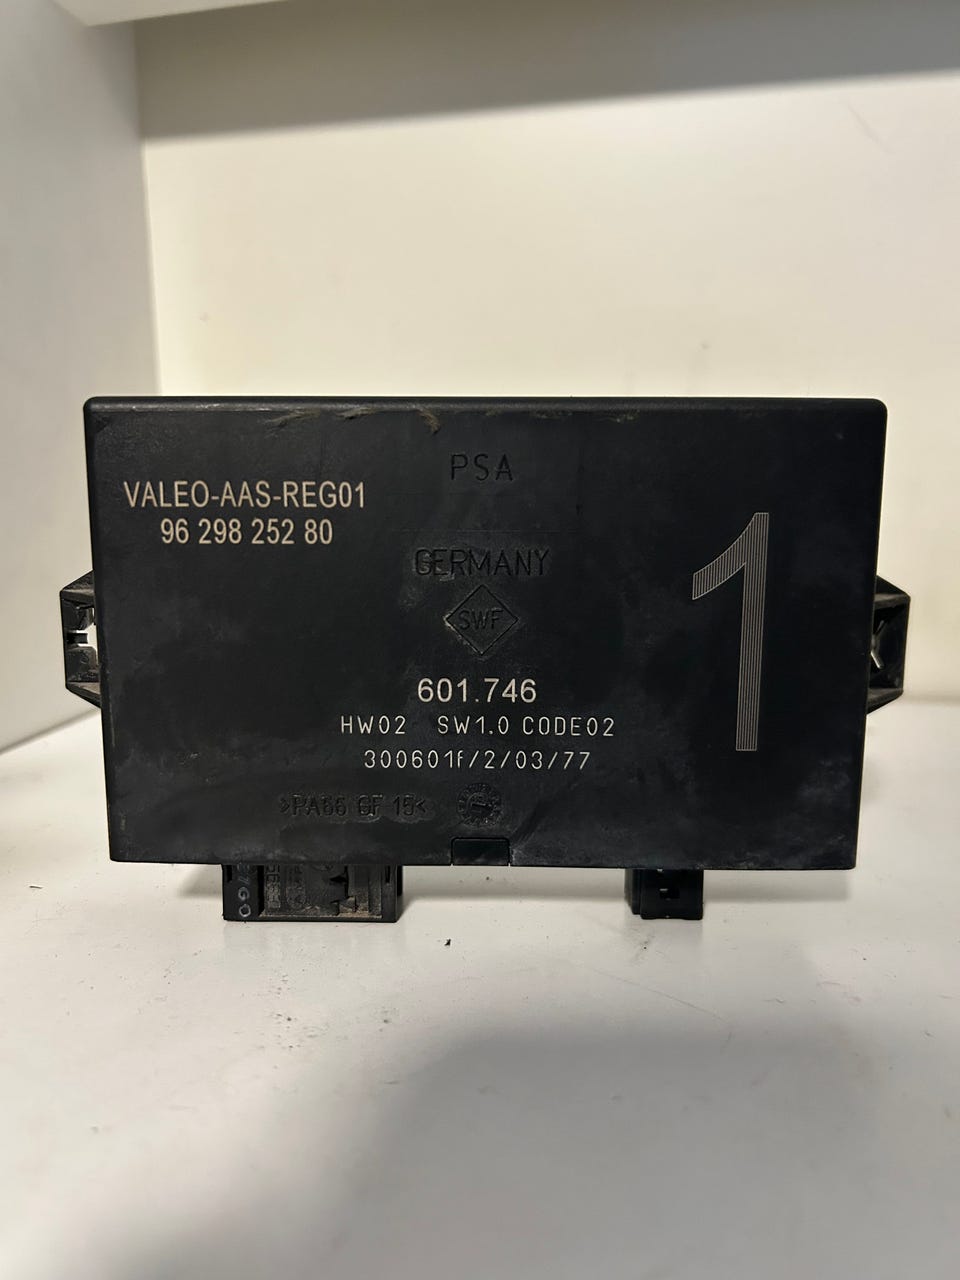 PSA
VALEO-AAS-REG01
96 298 252 80
1
GERMANY
SWF
601.746
HW02 SW1.0 CODE02
300601f/2/03/77
>PA66 GF 15<